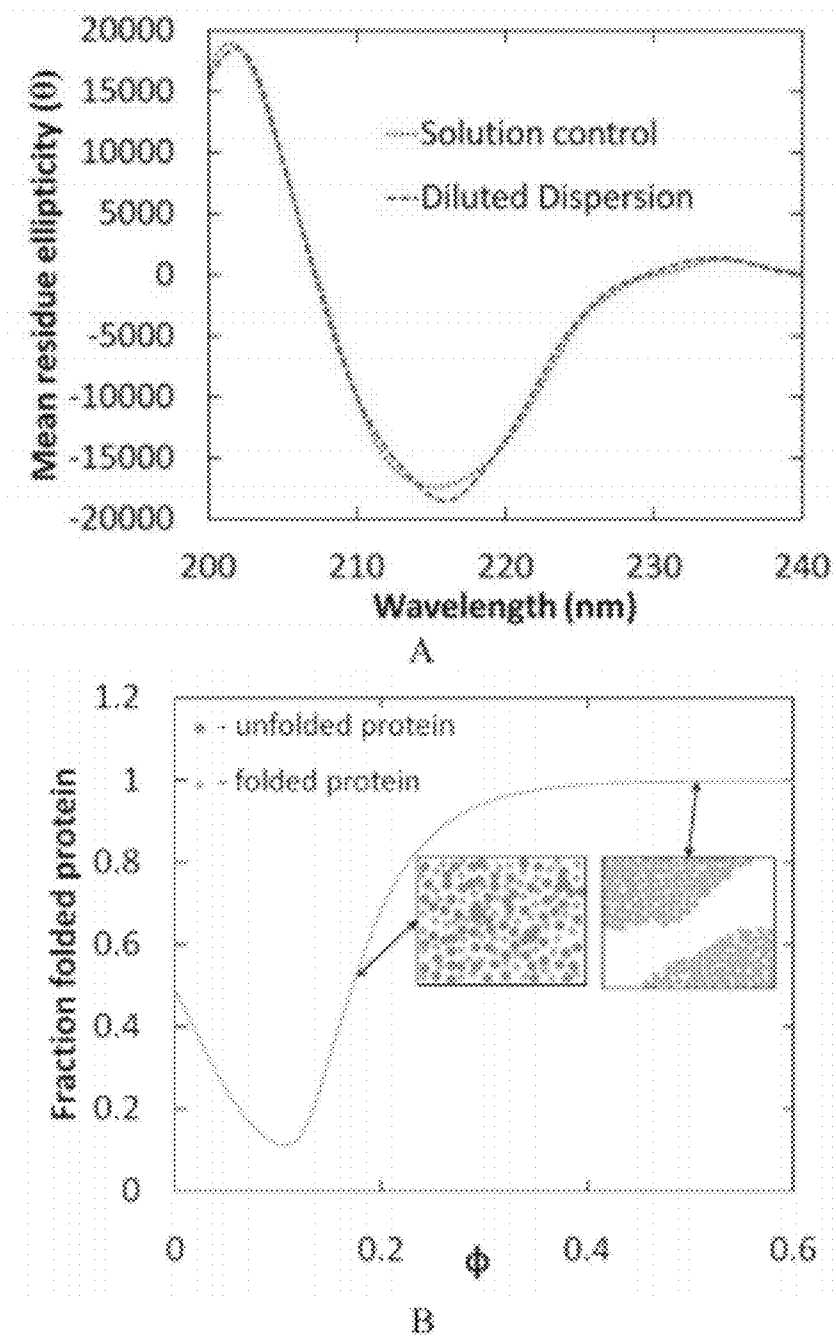 20000
15000
10000
5000
0
-5000
-10000
-15000
-20000
Mean residue ellipticity (θ)
Solution control
Diluted Dispersion
200 210 220 230 240
Wavelength (nm)
A
1.2
1
0.8
0.6
0.4
0.2
0
Fraction folded protein
- unfolded protein
- folded protein
0 0.2 0.4 0.6
Φ
B